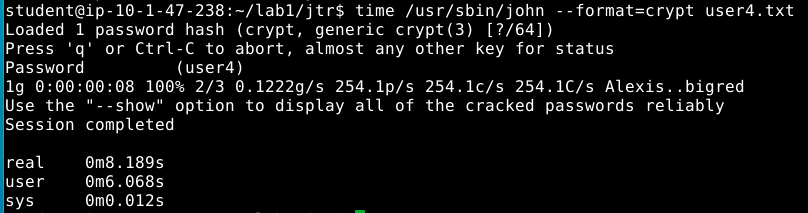 student@ip-10-1-47-238:~/lab1/jtr$ time /usr/sbin/john --format=crypt user4.txt
Loaded 1 password hash (crypt, generic crypt(3) [?/64])
Press 'q' or Ctrl-C to abort, almost any other key for status
Password         (user4)
1g 0:00:00:08 100% 2/3 0.1222g/s 254.1p/s 254.1c/s 254.1C/s Alexis..bigred
Use the "--show" option to display all of the cracked passwords reliably
Session completed
real    0m8.189s
user    0m6.068s
sys     0m0.012s